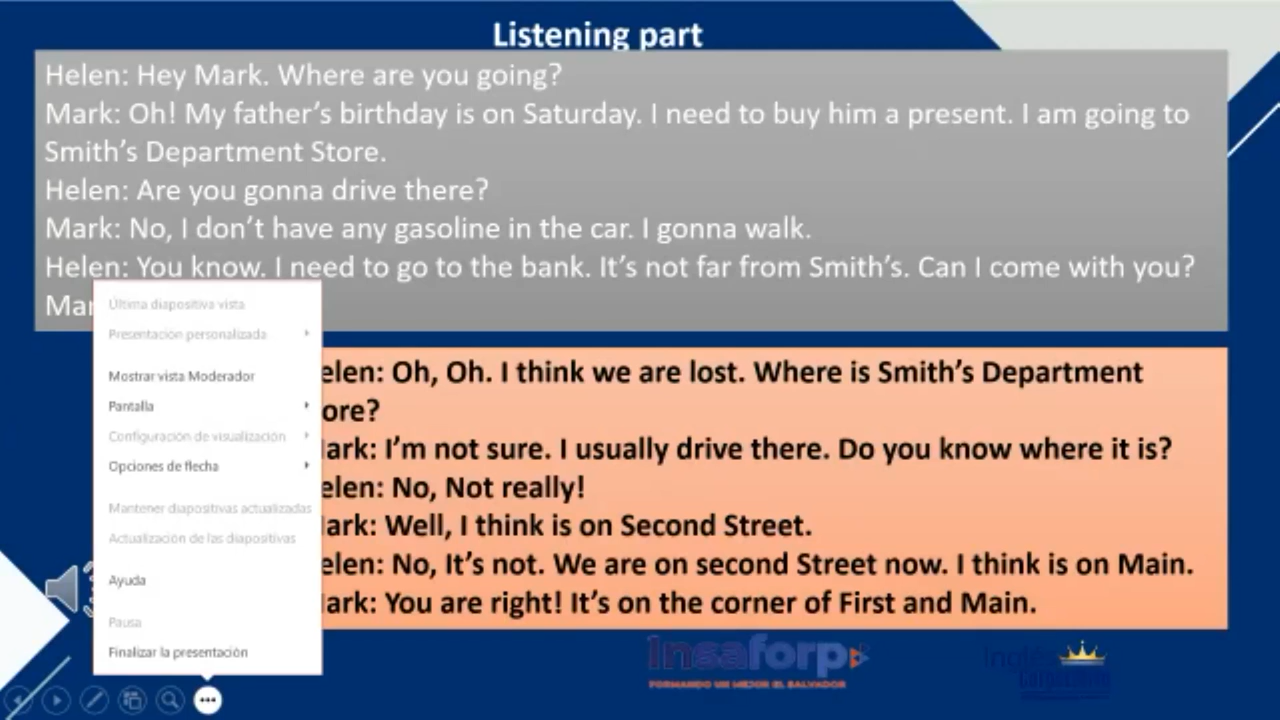 Listening part
Helen: Hey Mark. Where are you going?
Mark: Oh! My father's birthday is on Saturday. I need to buy him a present. I am going to
Smith's Department Store.
Helen: Are you gonna drive there?
Mark: No, I don't have any gasoline in the car. I gonna walk.
Helen: You know. I need to go to the bank. It's not far from Smith's. Can I come with you?
Mar
Última diapositiva vista
Presentación personalizada
Mostrar vista Moderador
Pantalla
Configuración de visualización
Opciones de flecha
Mantener diapositivas actualizadas
Actualización de las diapositivas
Ayuda
Pausa
Finalizar la presentación
elen: Oh, Oh. I think we are lost. Where is Smith's Department
ore?
ark: I'm not sure. I usually drive there. Do you know where it is?
elen: No, Not really!
ark: Well, I think is on Second Street.
elen: No, It's not. We are on second Street now. I think is on Main.
ark: You are right! It's on the corner of First and Main.
Insaforp
FORMANDO UN MEJOR EL SALVADOR
Inglés